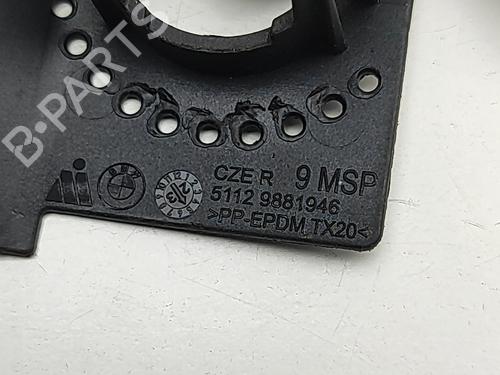 B-PARTS
CZE R 9 MSP
5112 9881946
>PP-EPDM TX20<